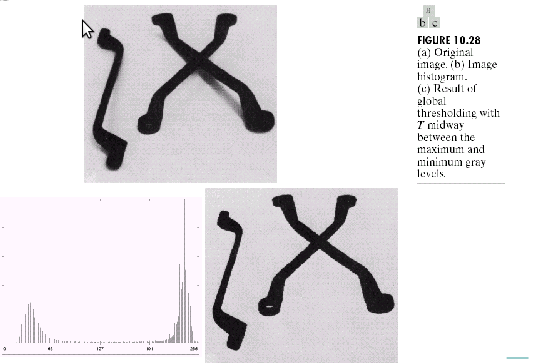 a
b c
FIGURE 10.28
(a) Original
image. (b) Image
histogram.
(c) Result of
global
thresholding with
T midway
between the
maximum and
minimum gray
levels.
0
63
127
191
255